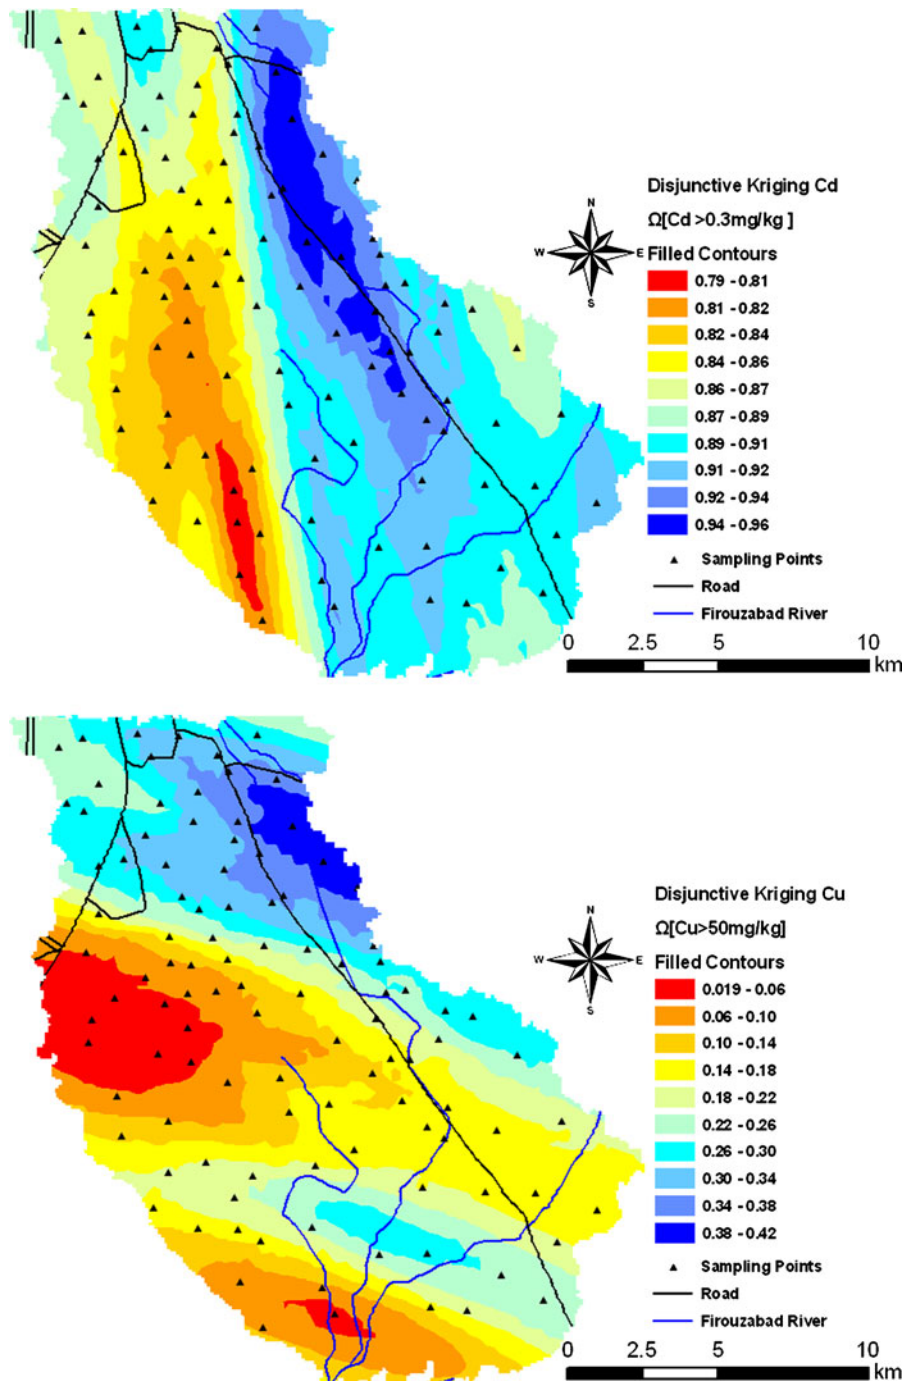 Disjunctive Kriging Cd
Ω[Cd >0.3mg/kg ]
N
W E
S
Filled Contours
0.79 - 0.81
0.81 - 0.82
0.82 - 0.84
0.84 - 0.86
0.86 - 0.87
0.87 - 0.89
0.89 - 0.91
0.91 - 0.92
0.92 - 0.94
0.94 - 0.96
Sampling Points
Road
Firouzabad River
0 2.5 5 10
km
Disjunctive Kriging Cu
Ω[Cu>50mg/kg]
N
W E
S
Filled Contours
0.019 - 0.06
0.06 - 0.10
0.10 - 0.14
0.14 - 0.18
0.18 - 0.22
0.22 - 0.26
0.26 - 0.30
0.30 - 0.34
0.34 - 0.38
0.38 - 0.42
Sampling Points
Road
Firouzabad River
0 2.5 5 10
km